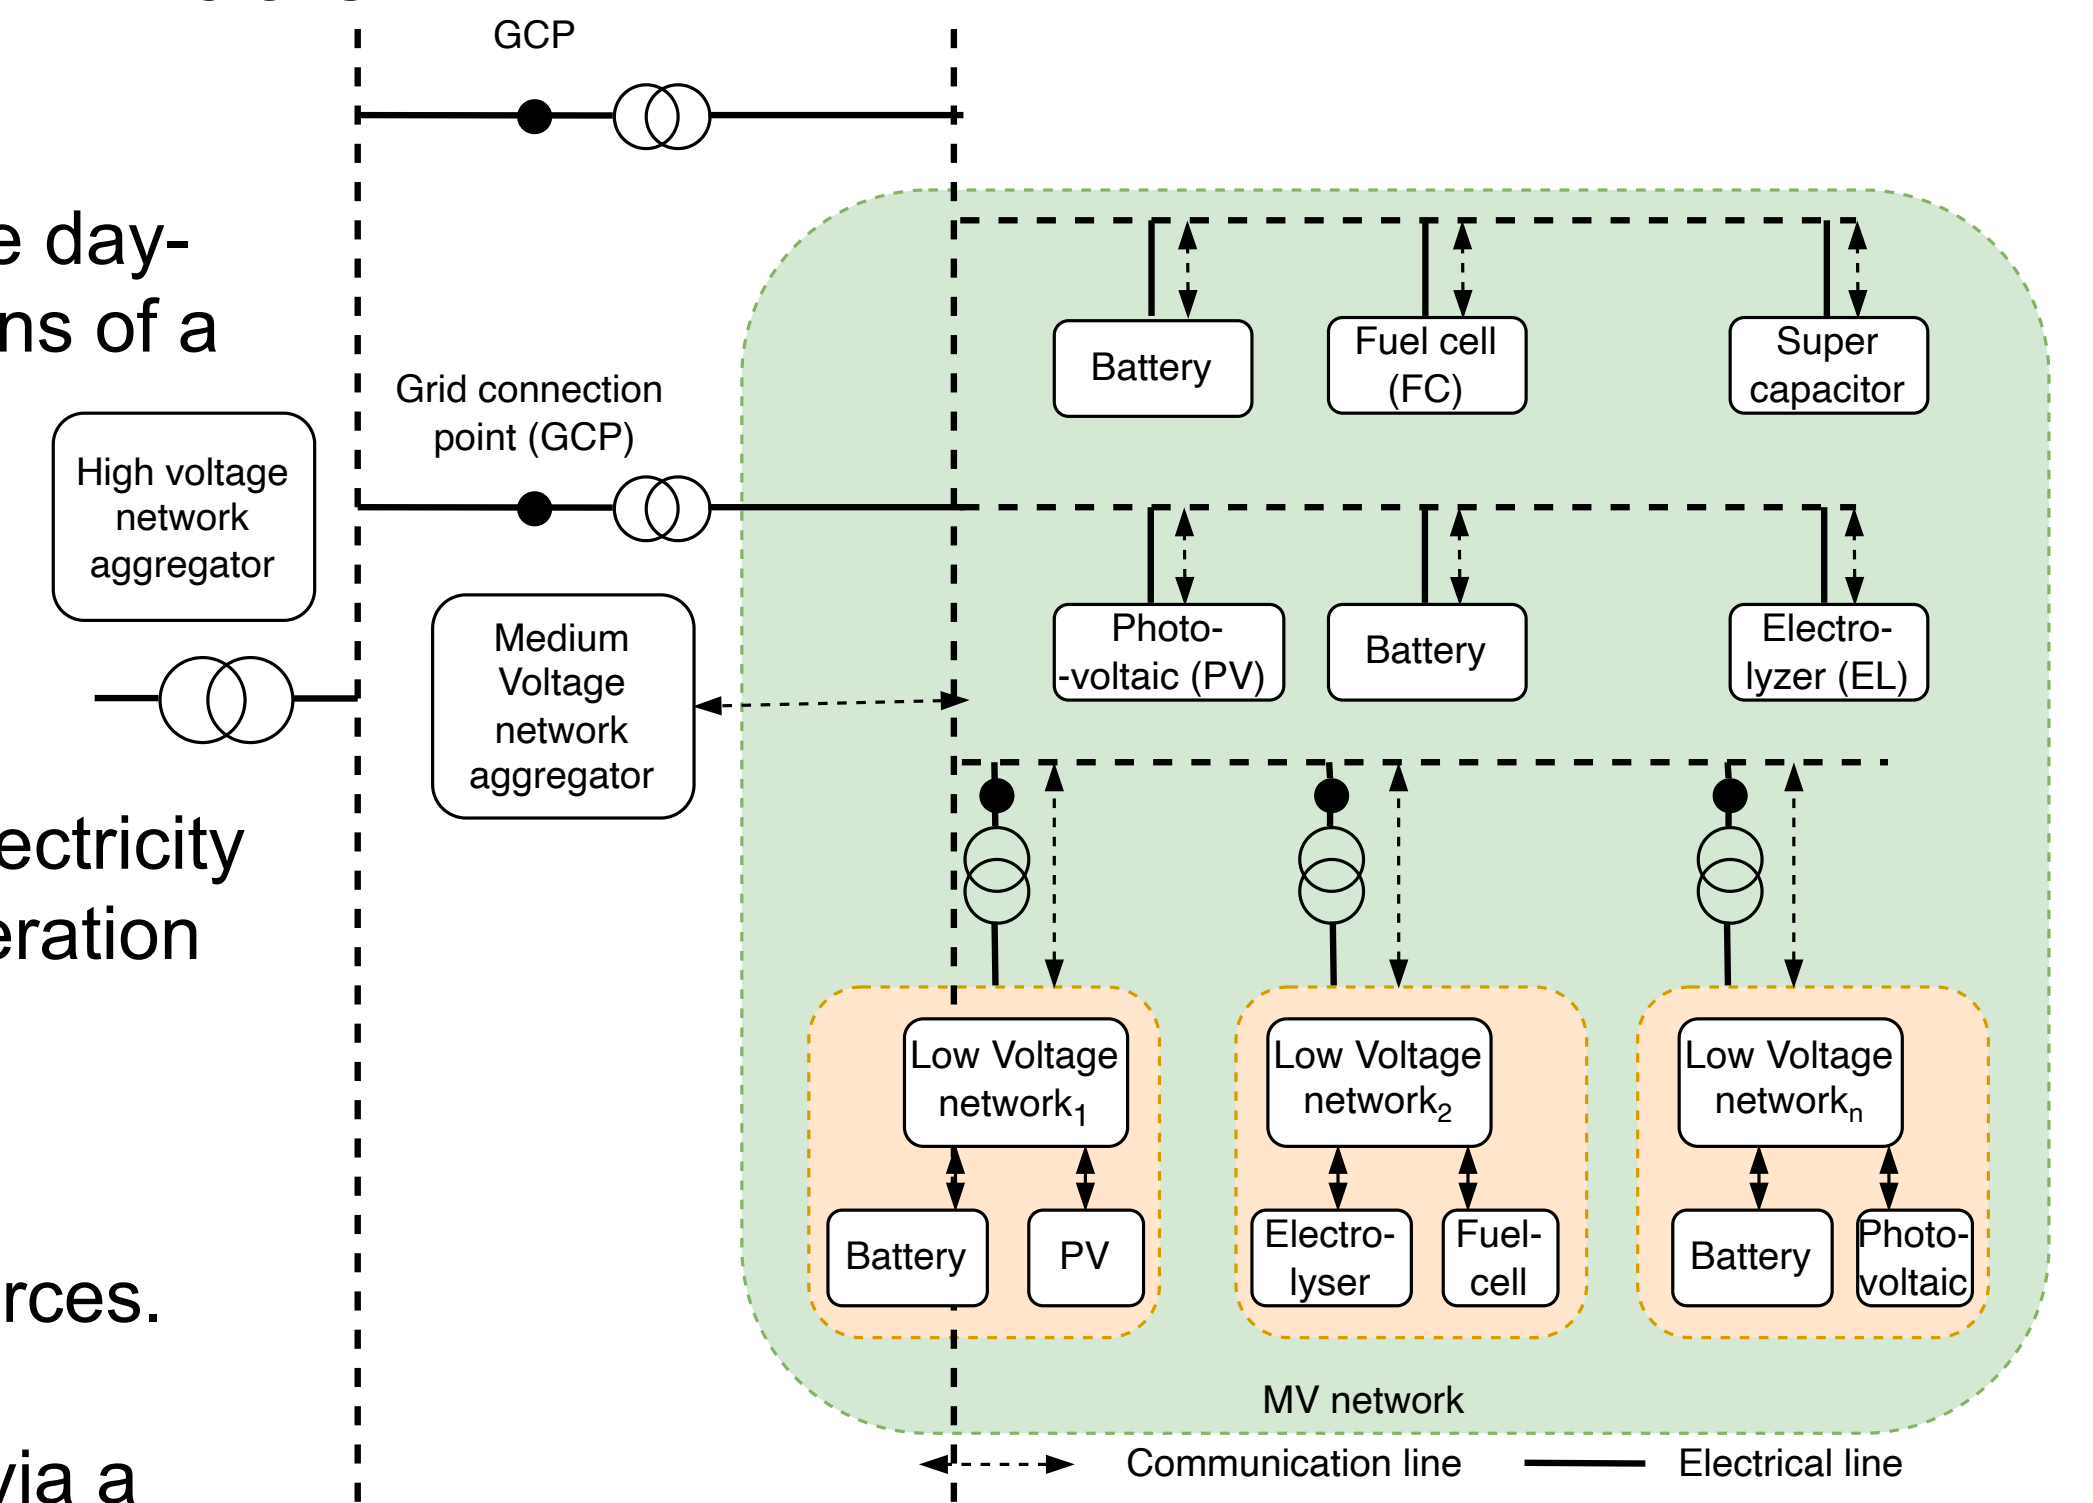 GCP
e day-
ns of a
Grid connection
point (GCP)
High voltage
network
aggregator
Medium
Voltage
network
aggregator
Battery
Fuel cell
(FC)
Super
capacitor
Photo-
-voltaic (PV)
Battery
Electro-
lyzer (EL)
ectricity
eration
Low Voltage
network1
Low Voltage
network2
Low Voltage
networkn
Battery
PV
Electro-
lyser
Fuel-
cell
Battery
Photo-
voltaic
rces.
MV network
via a
Communication line
Electrical line